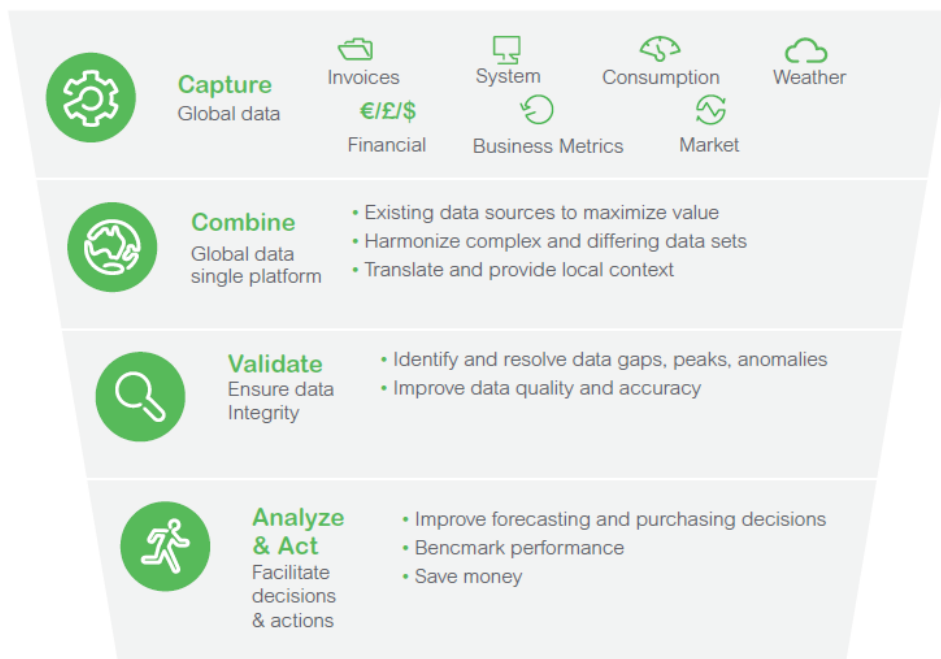 Capture
Global data
Invoices
System
Consumption
Weather
€/£/$
Financial
Business Metrics
Market
Combine
Global data
single platform
• Existing data sources to maximize value
• Harmonize complex and differing data sets
• Translate and provide local context
Validate
Ensure data
Integrity
• Identify and resolve data gaps, peaks, anomalies
• Improve data quality and accuracy
Analyze
& Act
Facilitate
decisions
& actions
• Improve forecasting and purchasing decisions
• Bencmark performance
• Save money